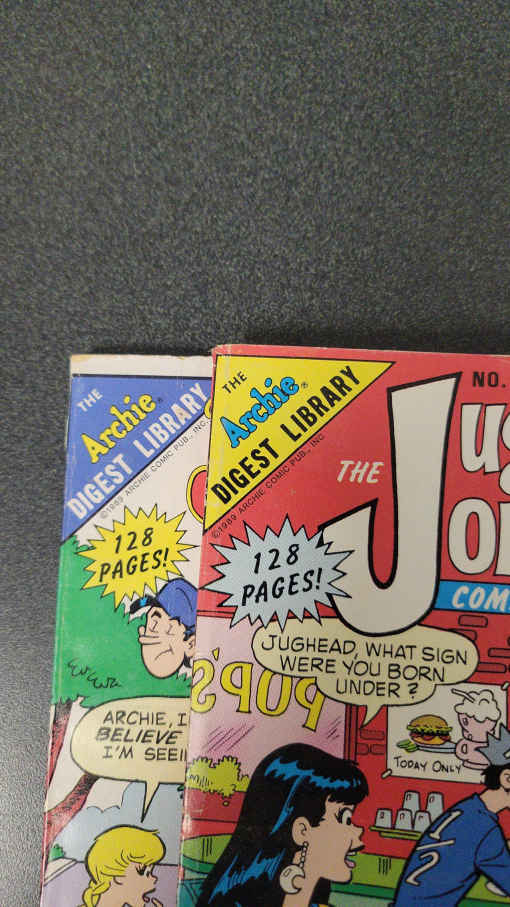 THE
Archie®
DIGEST LIBRARY
©1989 ARCHIE COMIC PUB., INC.
128
PAGES!
ARCHIE, I
BELIEVE
I'M SEEI
THE
Archie®
DIGEST LIBRARY
©1989 ARCHIE COMIC PUB., INC
NO.
THE
Jug
COM
128
PAGES!
JUGHEAD, WHAT SIGN
WERE YOU BORN
UNDER?
POP'S
TODAY ONLY
1/2